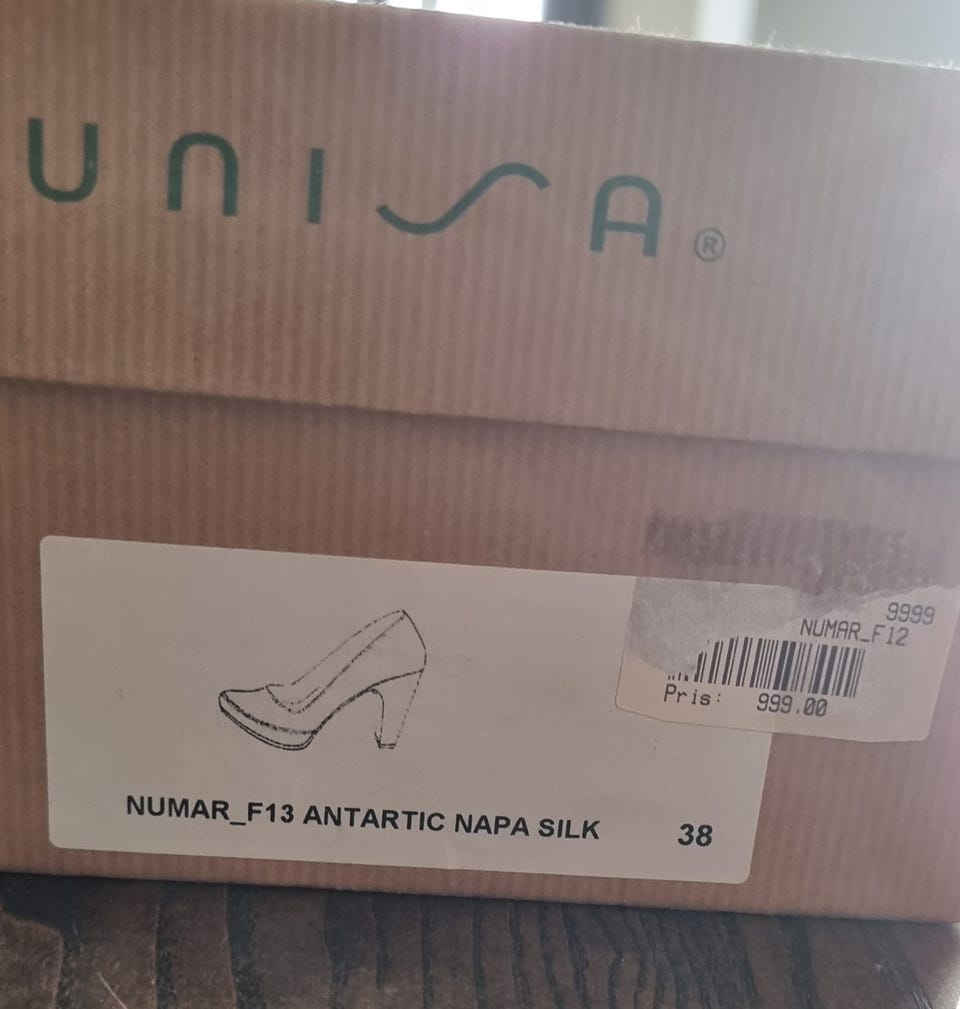 UNISA®
9999
NUMAR_F12
Pris: 999.00
NUMAR_F13 ANTARTIC NAPA SILK 38